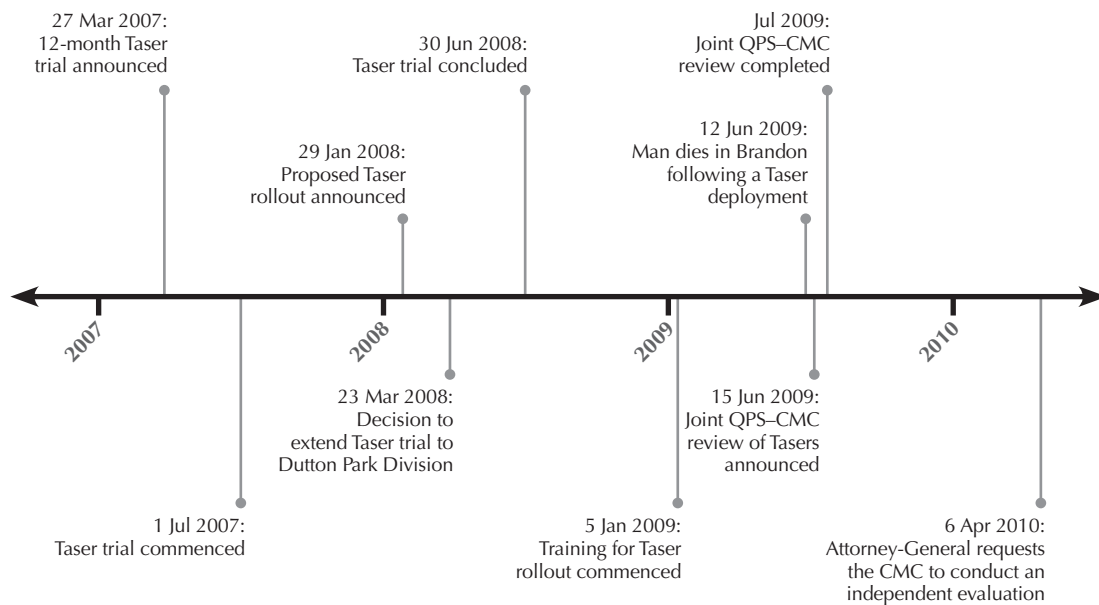 27 Mar 2007:
12-month Taser
trial announced
30 Jun 2008:
Taser trial concluded
Jul 2009:
Joint QPS–CMC
review completed
29 Jan 2008:
Proposed Taser
rollout announced
12 Jun 2009:
Man dies in Brandon
following a Taser
deployment
2007
2008
2009
2010
23 Mar 2008:
Decision to
extend Taser trial to
Dutton Park Division
15 Jun 2009:
Joint QPS–CMC
review of Tasers
announced
1 Jul 2007:
Taser trial commenced
5 Jan 2009:
Training for Taser
rollout commenced
6 Apr 2010:
Attorney-General requests
the CMC to conduct an
independent evaluation